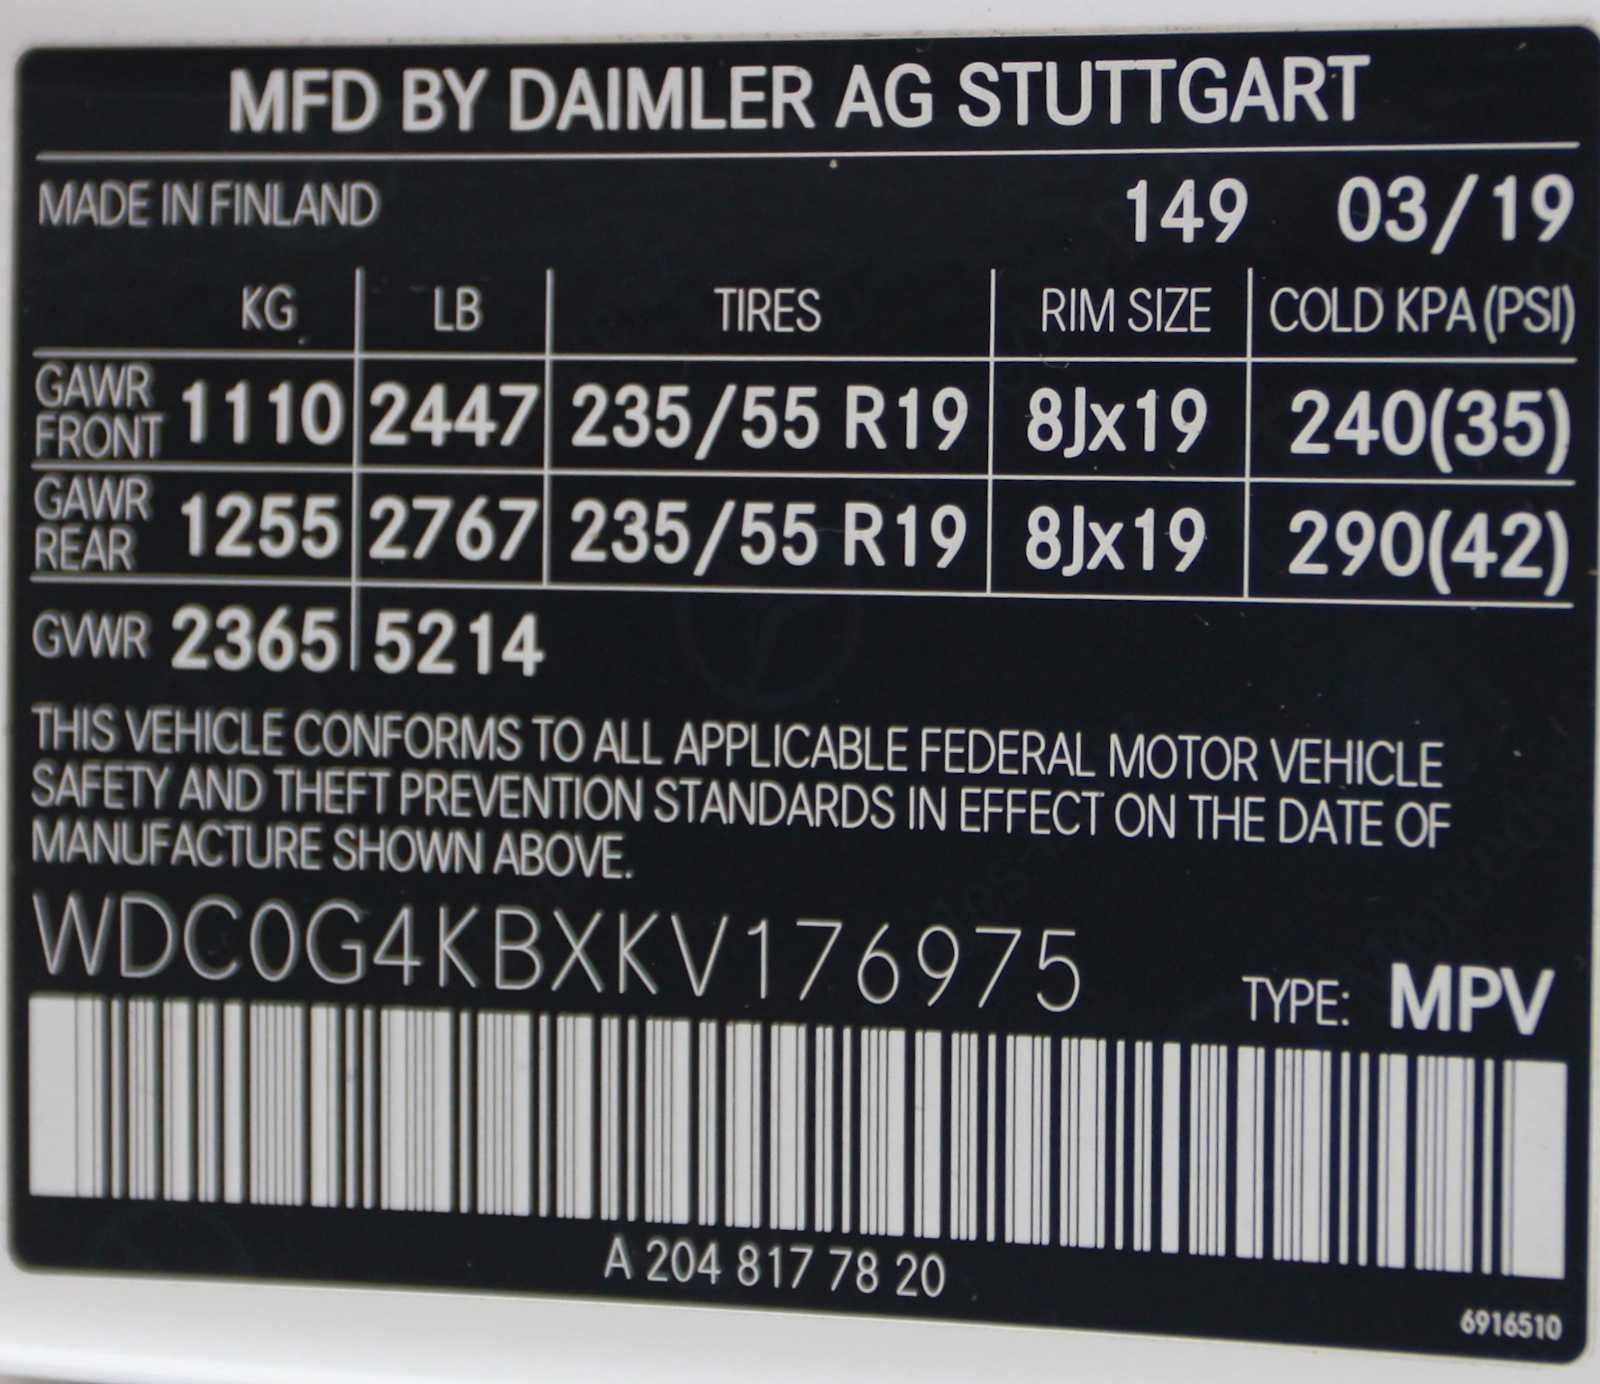 MFD BY DAIMLER AG STUTTGART
MADE IN FINLAND 149 03/19
KG LB TIRES RIM SIZE COLD KPA (PSI)
GAWR FRONT 1110 2447 235/55 R19 8Jx19 240(35)
GAWR REAR 1255 2767 235/55 R19 8Jx19 290(42)
GVWR 2365 5214
THIS VEHICLE CONFORMS TO ALL APPLICABLE FEDERAL MOTOR VEHICLE
SAFETY AND THEFT PREVENTION STANDARDS IN EFFECT ON THE DATE OF
MANUFACTURE SHOWN ABOVE.
WDC0G4KBXKV176975
TYPE: MPV
A 204 817 78 20
6916510